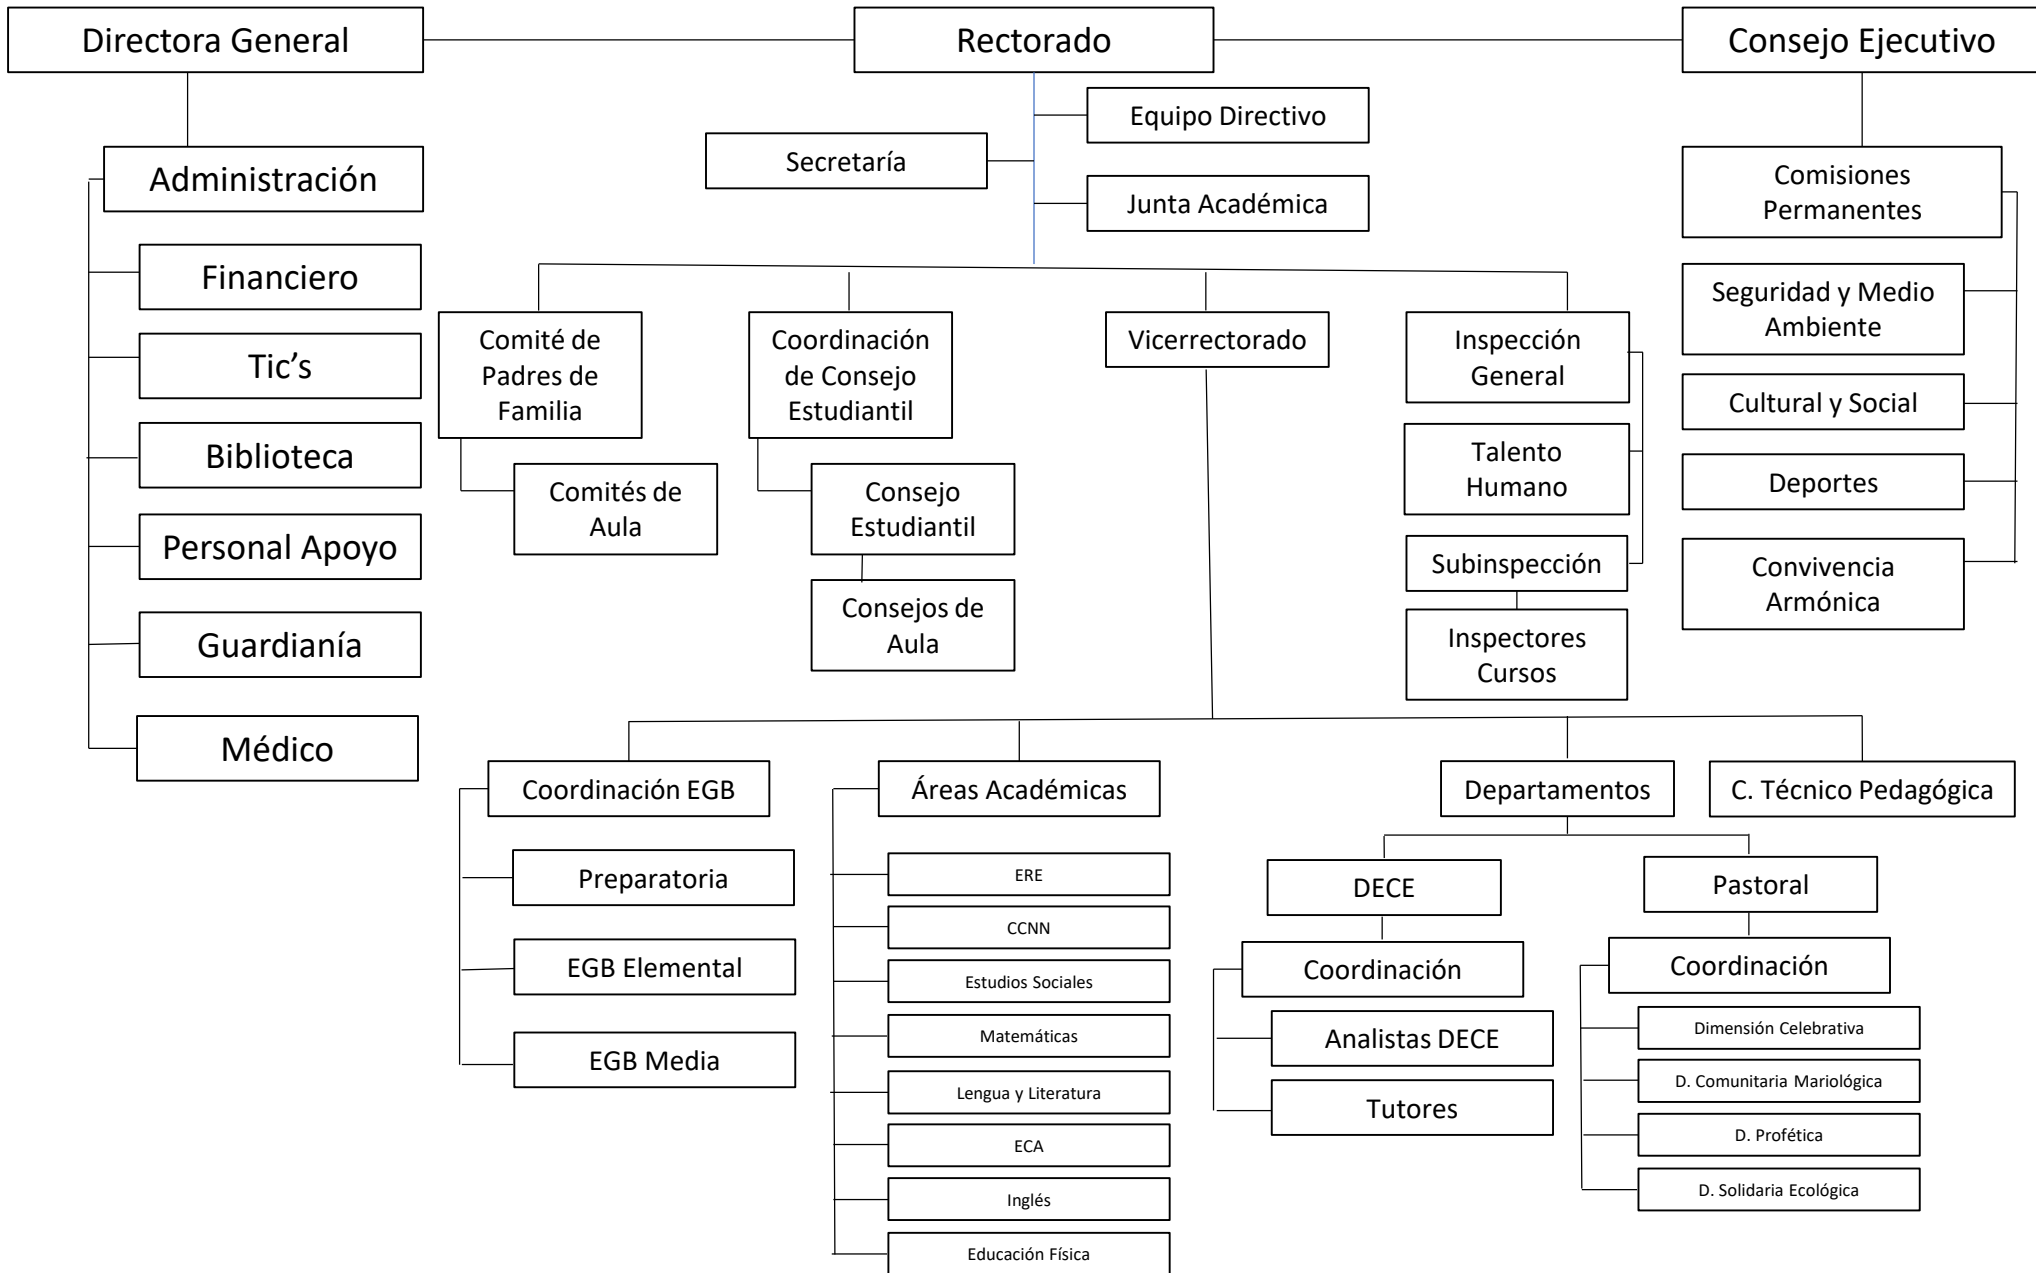 Directora General
Rectorado
Consejo Ejecutivo
Equipo Directivo
Secretaría
Junta Académica
Administración
Financiero
Tic’s
Biblioteca
Personal Apoyo
Guardianía
Médico
Comisiones
Permanentes
Seguridad y Medio
Ambiente
Cultural y Social
Deportes
Convivencia
Armónica
Comité de
Padres de
Familia
Comités de
Aula
Coordinación
de Consejo
Estudiantil
Consejo
Estudiantil
Consejos de
Aula
Vicerrectorado
Inspección
General
Talento
Humano
Subinspección
Inspectores
Cursos
Coordinación EGB
Preparatoria
EGB Elemental
EGB Media
Áreas Académicas
ERE
CCNN
Estudios Sociales
Matemáticas
Lengua y Literatura
ECA
Inglés
Educación Física
Departamentos
DECE
Coordinación
Analistas DECE
Tutores
Pastoral
Coordinación
Dimensión Celebrativa
D. Comunitaria Mariológica
D. Profética
D. Solidaria Ecológica
C. Técnico Pedagógica